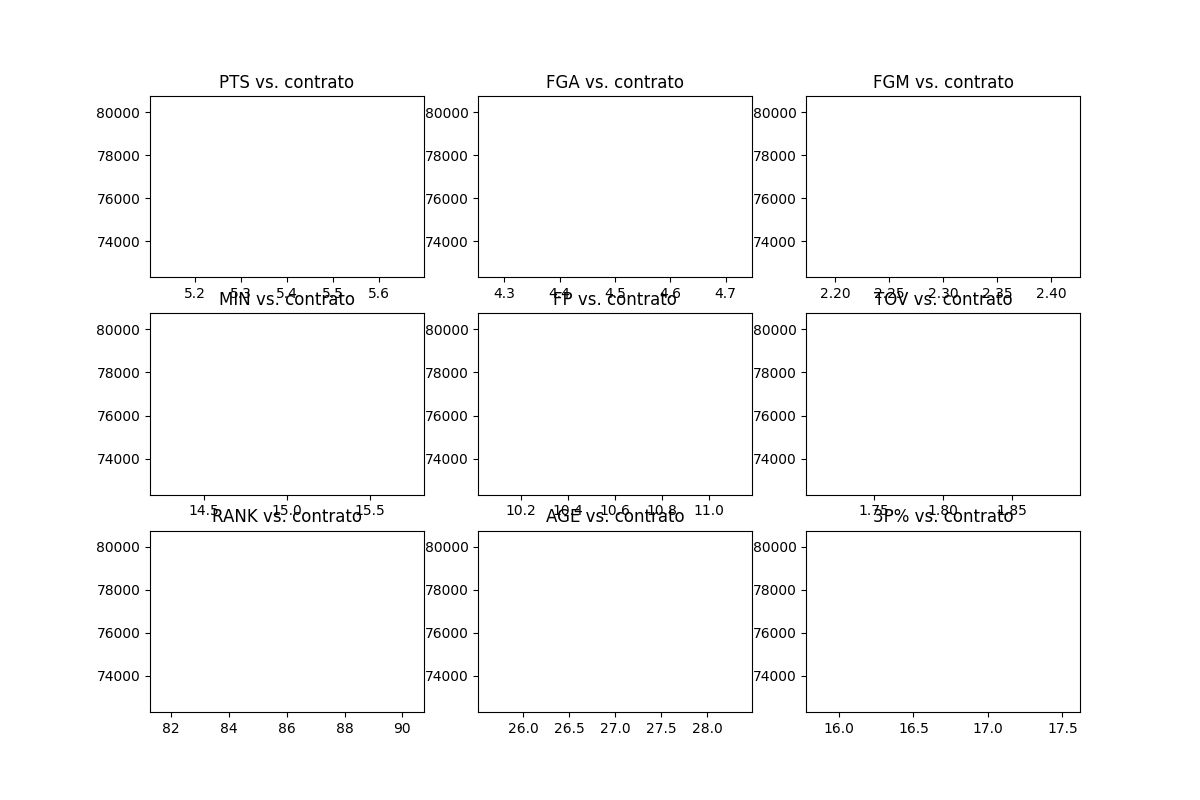 PTS vs. contrato
FGA vs. contrato
FGM vs. contrato
80000
78000
76000
74000
5.2 5.3 5.4 5.5 5.6
80000
78000
76000
74000
4.3 4.4 4.5 4.6 4.7
80000
78000
76000
74000
2.20 2.25 2.30 2.35 2.40
MIN vs. contrato
FP vs. contrato
TOV vs. contrato
80000
78000
76000
74000
14.5 15.0 15.5
80000
78000
76000
74000
10.2 10.4 10.6 10.8 11.0
80000
78000
76000
74000
1.75 1.80 1.85
RANK vs. contrato
AGE vs. contrato
3P% vs. contrato
80000
78000
76000
74000
82 84 86 88 90
80000
78000
76000
74000
26.0 26.5 27.0 27.5 28.0
80000
78000
76000
74000
16.0 16.5 17.0 17.5